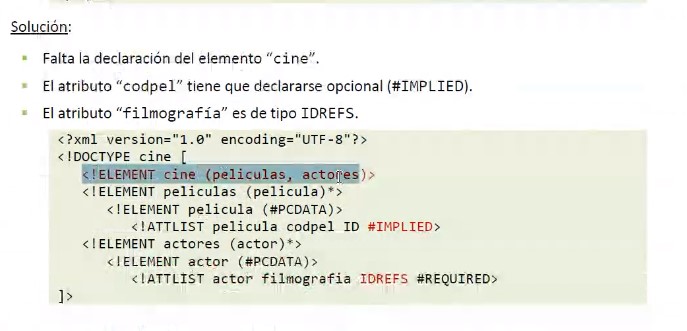 Solución:
▪ Falta la declaración del elemento “cine”.
▪ El atributo “codpel” tiene que declararse opcional (#IMPLIED).
▪ El atributo “filmografía” es de tipo IDREFS.
<?xml version="1.0" encoding="UTF-8"?>
<!DOCTYPE cine [
<!ELEMENT cine (peliculas, actores)>
<!ELEMENT peliculas (pelicula)*>
<!ELEMENT pelicula (#PCDATA)>
<!ATTLIST pelicula codpel ID #IMPLIED>
<!ELEMENT actores (actor)*>
<!ELEMENT actor (#PCDATA)>
<!ATTLIST actor filmografia IDREFS #REQUIRED>
]>